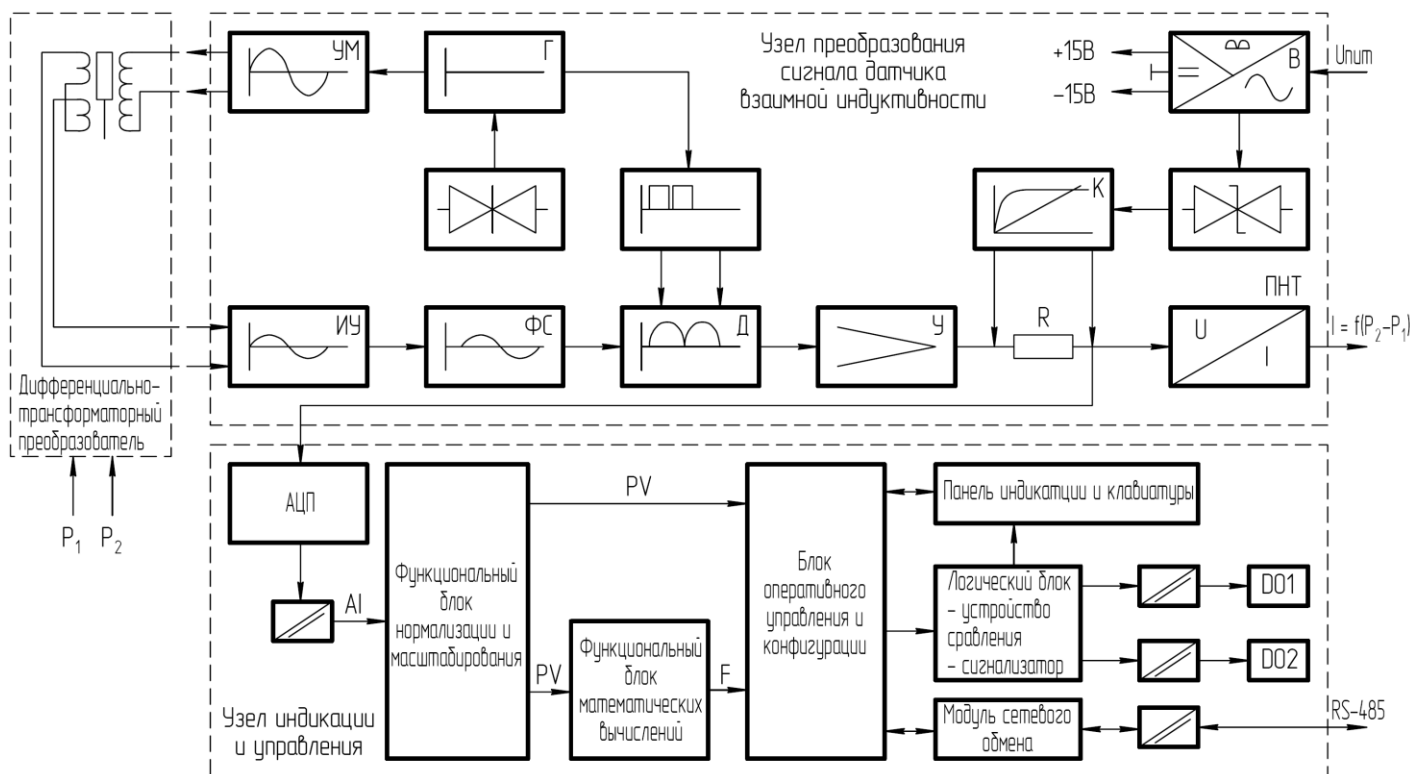 УМ
Г
Узел преобразования
сигнала датчика
взаимной индуктивности
+15В
-15В
В
Uпит
К
ИУ
ФС
Д
У
R
ПНТ
U
I
I = f(P2-P1)
Дифференциально-
трансформаторный
преобразователь
P1
P2
АЦП
AI
Функциональный
блок
нормализации и
масштабирования
PV
PV
Функциональный
блок
математических
вычислений
F
Блок
оперативного
управления и
конфигурации
Панель индикатции и клавиатуры
Логический блок
- устройство
сравления
- сигнализатор
DO1
DO2
Модуль сетевого
обмена
RS-485
Узел индикации
и управления